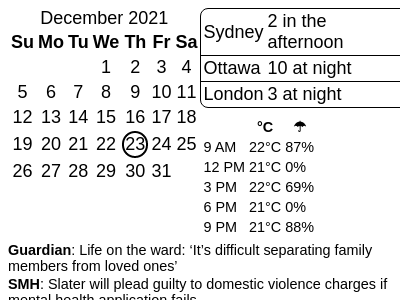 December 2021
Su Mo Tu We Th Fr Sa
1 2 3 4
5 6 7 8 9 10 11
12 13 14 15 16 17 18
19 20 21 22 23 24 25
26 27 28 29 30 31
Sydney 2 in the
afternoon
Ottawa 10 at night
London 3 at night
°C ☂
9 AM 22°C 87%
12 PM 21°C 0%
3 PM 22°C 69%
6 PM 21°C 0%
9 PM 21°C 88%
Guardian: Life on the ward: ‘It’s difficult separating family
members from loved ones’
SMH: Slater will plead guilty to domestic violence charges if
mental health application fails